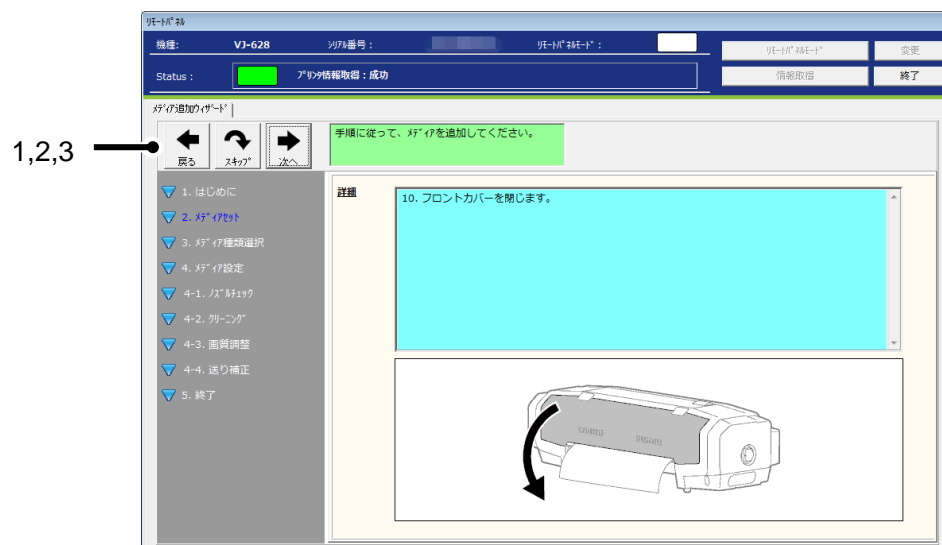 ﾘﾓｰﾄﾊﾟﾈﾙ
機種： VJ-628 ｼﾘｱﾙ番号： ﾘﾓｰﾄﾊﾟﾈﾙﾓｰﾄﾞ： ﾘﾓｰﾄﾊﾟﾈﾙﾓｰﾄﾞ 変更
Status： ﾌﾟﾘﾝﾀ情報取得：成功 情報取得 終了
ﾒﾃﾞｨｱ追加ｳｨｻﾞｰﾄﾞ
1,2,3
戻る ｽｷｯﾌﾟ 次へ
手順に従って、ﾒﾃﾞｨｱを追加してください。
1. はじめに
2. ﾒﾃﾞｨｱｾｯﾄ
3. ﾒﾃﾞｨｱ種類選択
4. ﾒﾃﾞｨｱ設定
4-1. ﾉｽﾞﾙﾁｪｯｸ
4-2. ｸﾘｰﾆﾝｸﾞ
4-3. 画質調整
4-4. 送り補正
5. 終了
詳細
10. フロントカバーを閉じます。